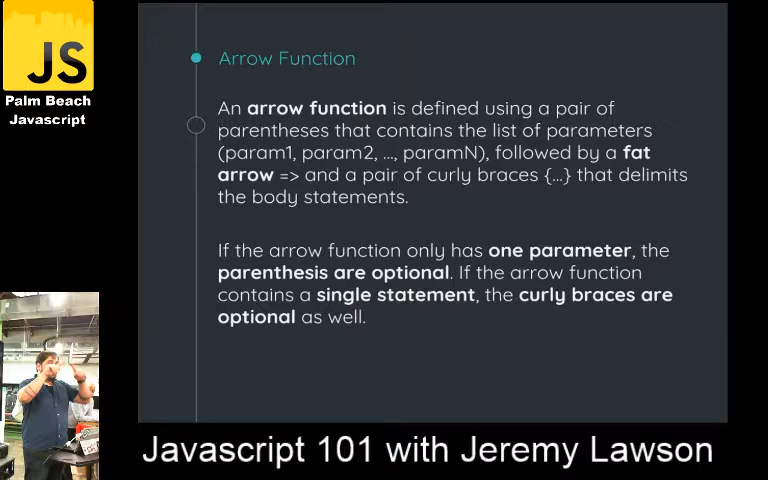 JS
Palm Beach
Javascript
Arrow Function
An arrow function is defined using a pair of
parentheses that contains the list of parameters
(param1, param2, ..., paramN), followed by a fat
arrow => and a pair of curly braces {...} that delimits
the body statements.
If the arrow function only has one parameter, the
parenthesis are optional. If the arrow function
contains a single statement, the curly braces are
optional as well.
Javascript 101 with Jeremy Lawson